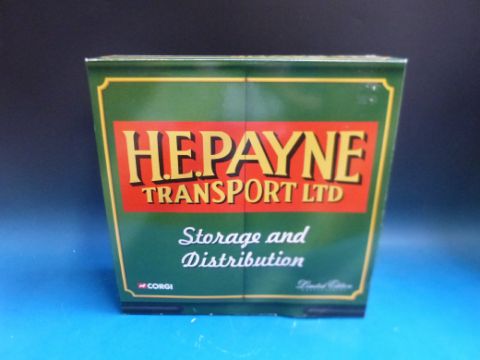 H.E.PAYNE
TRANSPORT LTD
Storage and
Distribution
CORGI
Limited Edition